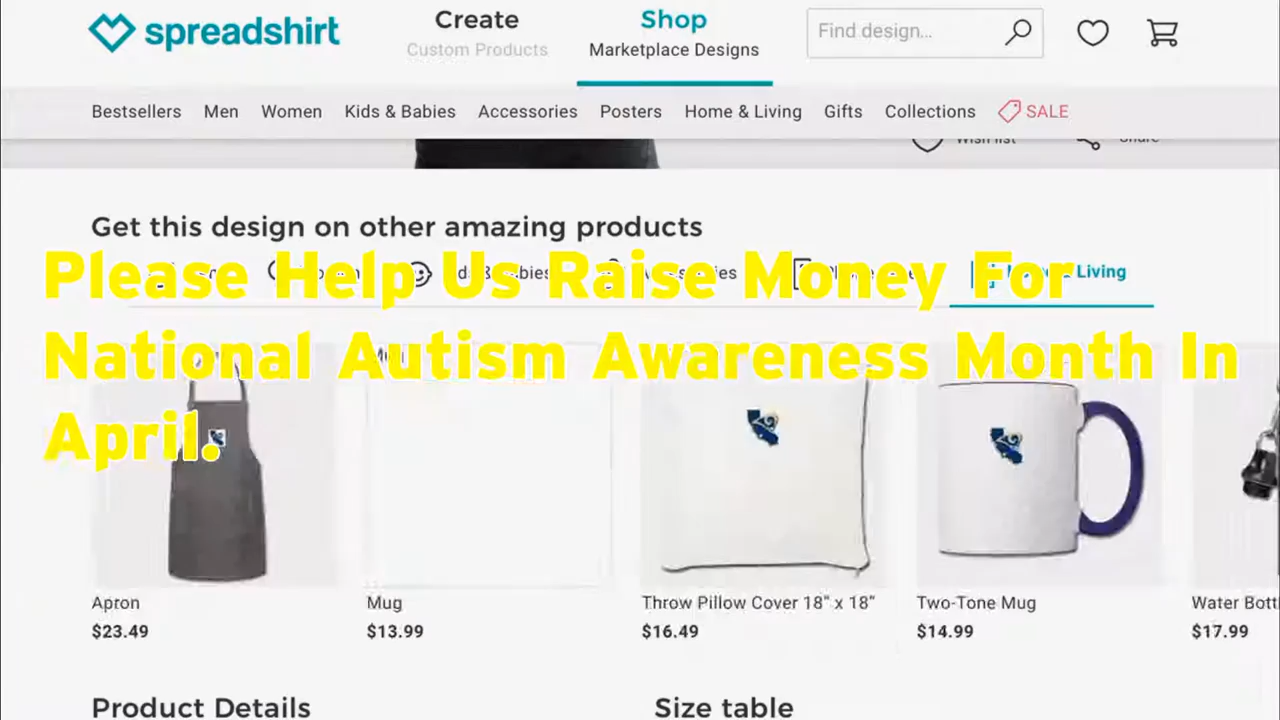 spreadshirt
Create
Custom Products
Shop
Marketplace Designs
Find design...
Bestsellers Men Women Kids & Babies Accessories Posters Home & Living Gifts Collections SALE
Wish list Share
Get this design on other amazing products
Living
Please Help Us Raise Money For
National Autism Awareness Month In
April.
Apron
$23.49
Mug
$13.99
Throw Pillow Cover 18" x 18"
$16.49
Two-Tone Mug
$14.99
Water
$17.99
Product Details
Size table